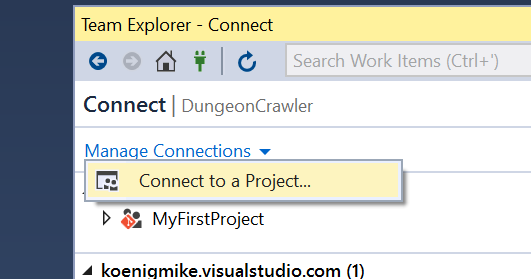 Team Explorer - Connect
Search Work Items (Ctrl+')
Connect | DungeonCrawler
Manage Connections
Connect to a Project...
MyFirstProject
koenigmike.visualstudio.com (1)